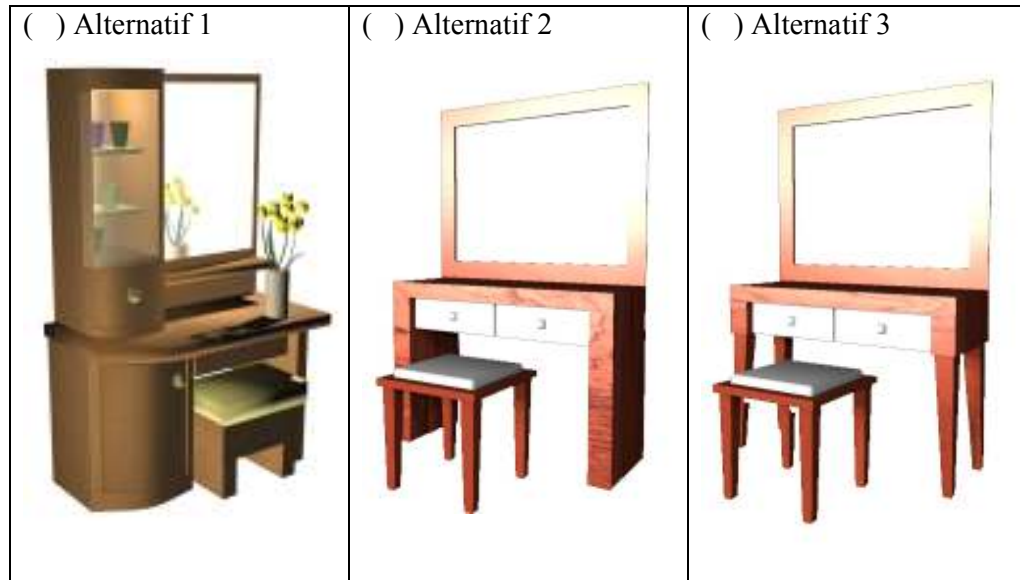 (   ) Alternatif 1
(   ) Alternatif 2
(   ) Alternatif 3